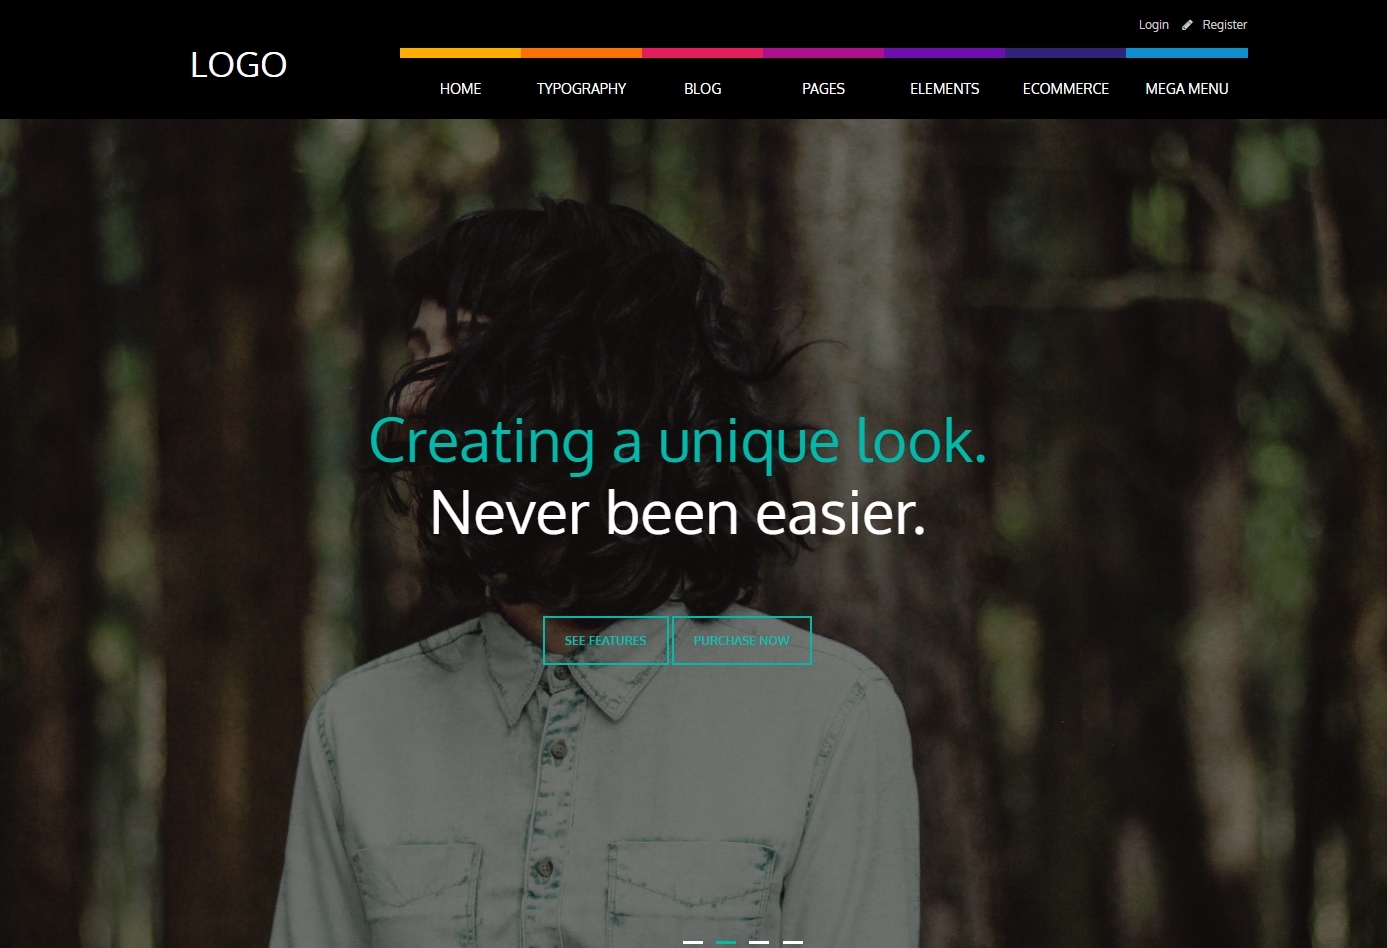 Login Register
LOGO
HOME TYPOGRAPHY BLOG PAGES ELEMENTS ECOMMERCE MEGA MENU
Creating a unique look.
Never been easier.
SEE FEATURES PURCHASE NOW